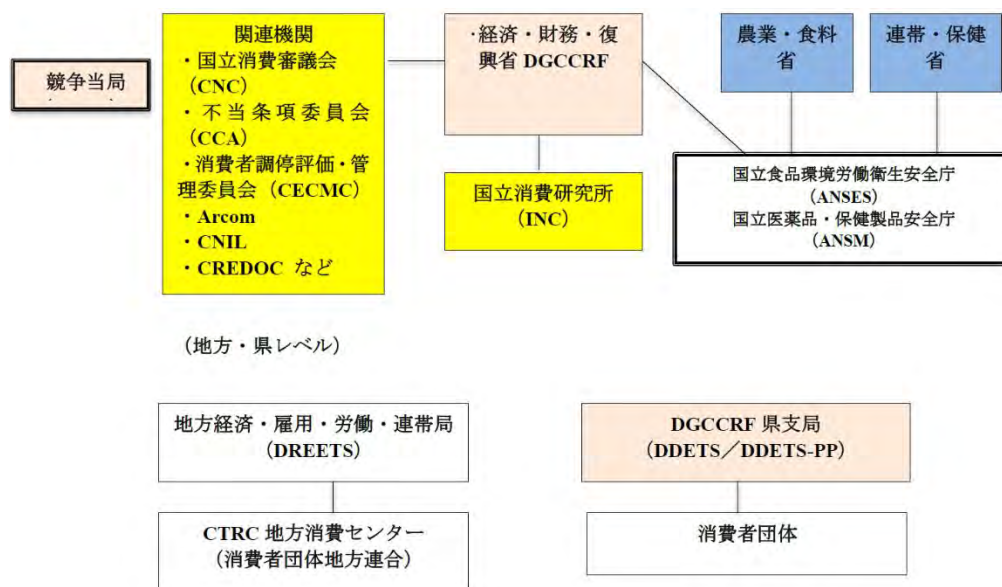 競争当局
関連機関
・国立消費審議会
(CNC)
・不当条項委員会
(CCA)
・消費者調停評価・管
理委員会(CECMC)
・Arcom
・CNIL
・CREDOC など
・経済・財務・復
興省 DGCCRF
国立消費研究所
(INC)
農業・食料
省
連帯・保健
省
国立食品環境労働衛生安全庁
(ANSES)
国立医薬品・保健製品安全庁
(ANSM)
(地方・県レベル)
地方経済・雇用・労働・連帯局
(DREETS)
CTRC 地方消費センター
(消費者団体地方連合)
DGCCRF 県支局
(DDETS/DDETS-PP)
消費者団体